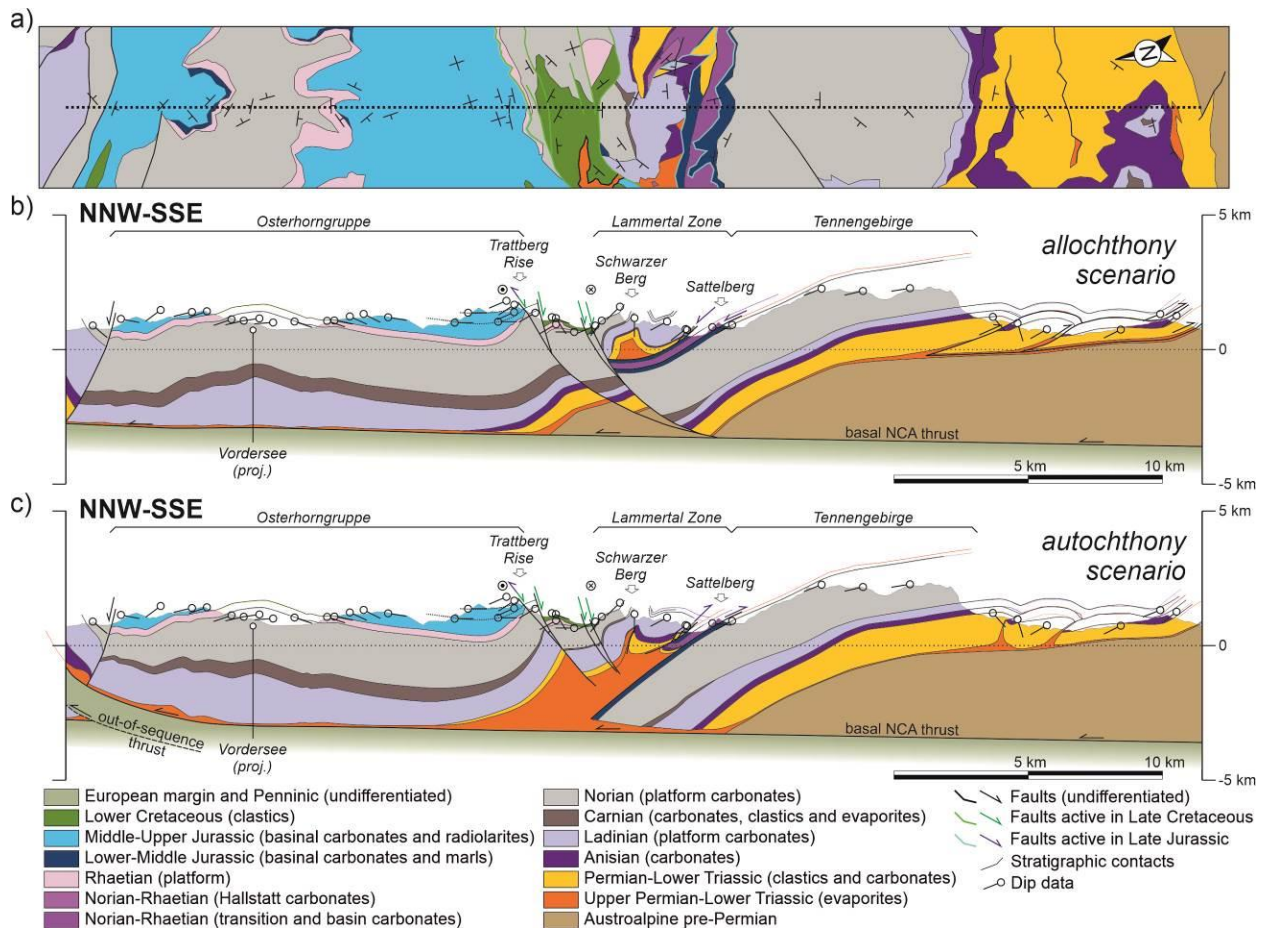 a)
N
b)
NNW-SSE
Osterhorngruppe
Lammertal Zone
Tennengebirge
5 km
Trattberg
Rise
Schwarzer
Berg
Sattelberg
allochthony
scenario
0
Vordersee
(proj.)
basal NCA thrust
5 km
10 km
-5 km
c)
NNW-SSE
Osterhorngruppe
Lammertal Zone
Tennengebirge
5 km
Trattberg
Rise
Schwarzer
Berg
Sattelberg
autochthony
scenario
0
out-of-sequence
thrust
Vordersee
(proj.)
basal NCA thrust
5 km
10 km
-5 km
European margin and Penninic (undifferentiated)
Lower Cretaceous (clastics)
Middle-Upper Jurassic (basinal carbonates and radiolarites)
Lower-Middle Jurassic (basinal carbonates and marls)
Rhaetian (platform)
Norian-Rhaetian (Hallstatt carbonates)
Norian-Rhaetian (transition and basin carbonates)
Norian (platform carbonates)
Carnian (carbonates, clastics and evaporites)
Ladinian (platform carbonates)
Anisian (carbonates)
Permian-Lower Triassic (clastics and carbonates)
Upper Permian-Lower Triassic (evaporites)
Austroalpine pre-Permian
Faults (undifferentiated)
Faults active in Late Cretaceous
Faults active in Late Jurassic
Stratigraphic contacts
Dip data